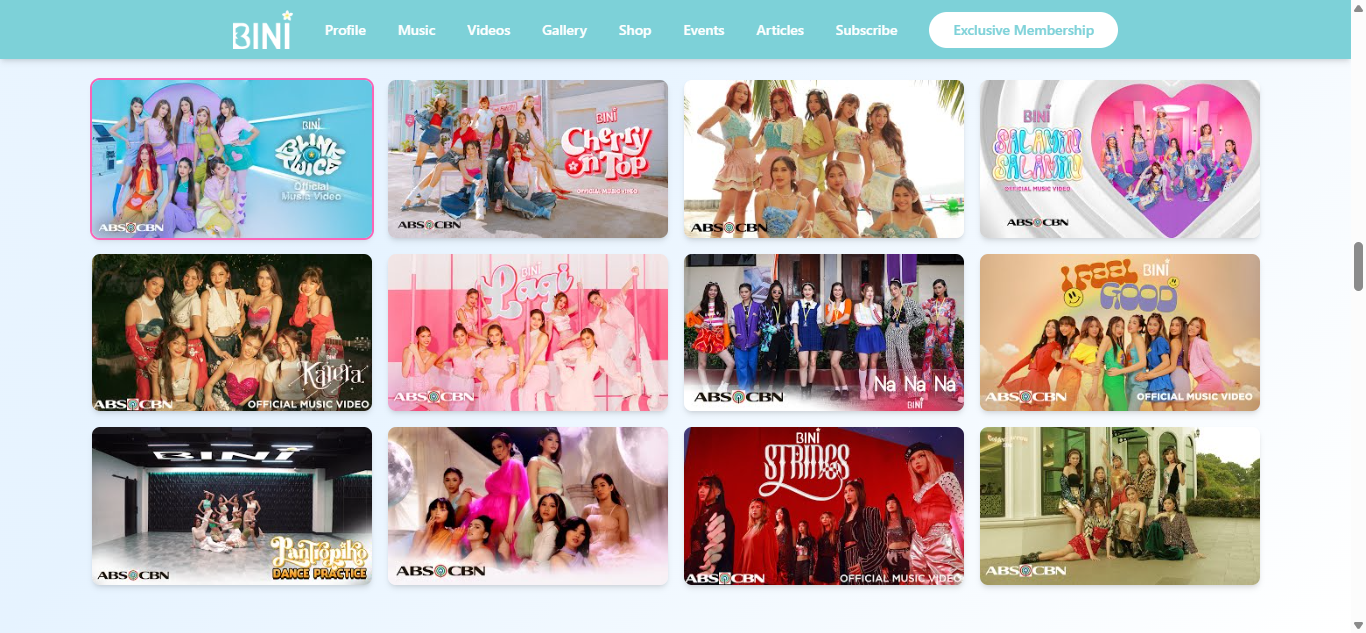 BINI
Profile
Music
Videos
Gallery
Shop
Events
Articles
Subscribe
Exclusive Membership
BINI
BLINK
TWICE
Official
Music Video
ABS CBN
BINI
Cherry
On Top
OFFICIAL MUSIC VIDEO
ABS CBN
ABS CBN
BINI
SALAMIN
SALAMIN
OFFICIAL MUSIC VIDEO
ABS CBN
BINI
Karera
ABS CBN
OFFICIAL MUSIC VIDEO
BINI
Lagi
ABS CBN
Na Na Na
ABS CBN
BINI
I FEEL
GOOD
BINI
ABS CBN
OFFICIAL MUSIC VIDEO
BINI
Pantropiko
DANCE PRACTICE
ABS CBN
ABS CBN
BINI
STRINGS
ABS CBN
OFFICIAL MUSIC VIDEO
ABS CBN